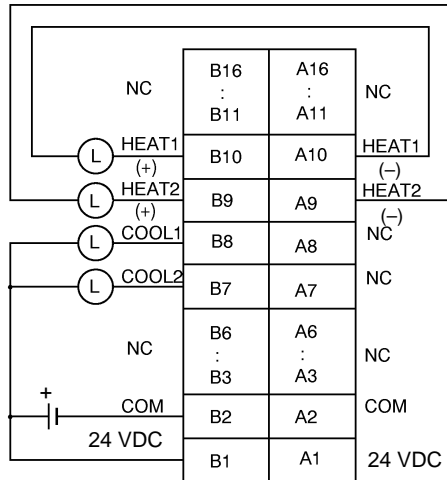 NC B16 A16 NC
: :
B11 A11
L HEAT1 (+) B10 A10 HEAT1 (–)
L HEAT2 (+) B9 A9 HEAT2 (–)
L COOL1 B8 A8 NC
L COOL2 B7 A7 NC
NC B6 A6 NC
: :
B3 A3
+ COM B2 A2 COM
24 VDC B1 A1 24 VDC